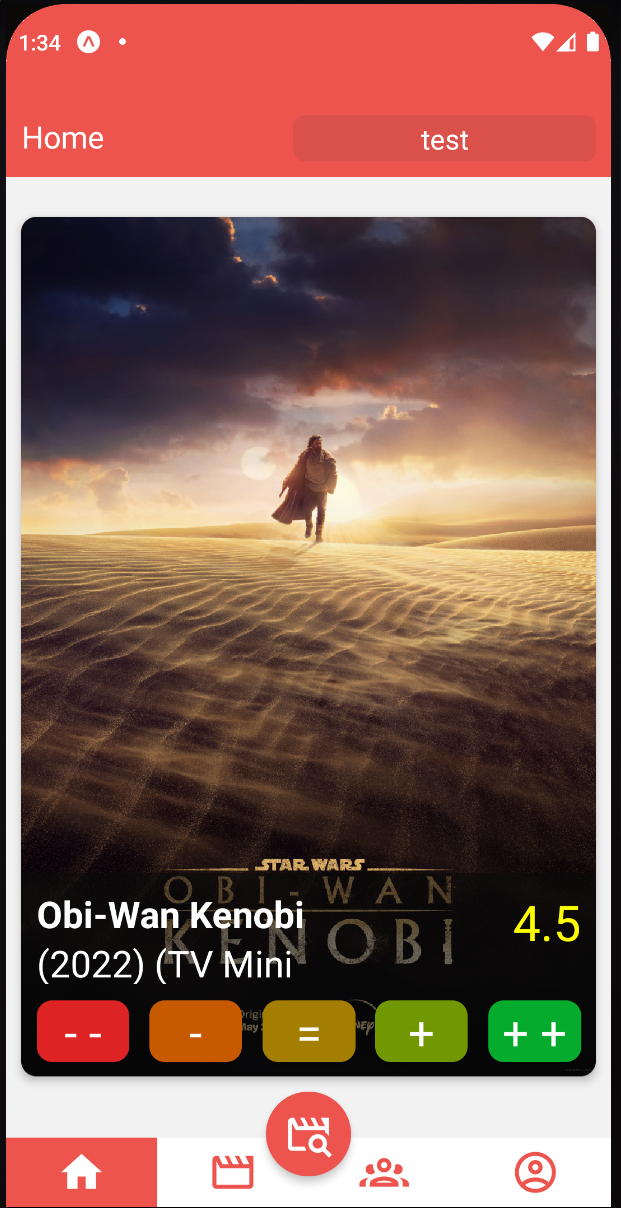 1:34
Home
test
STAR WARS
OBI-WAN
KENOBI
Obi-Wan Kenobi
4.5
(2022) (TV Mini
- -
-
=
+
+ +